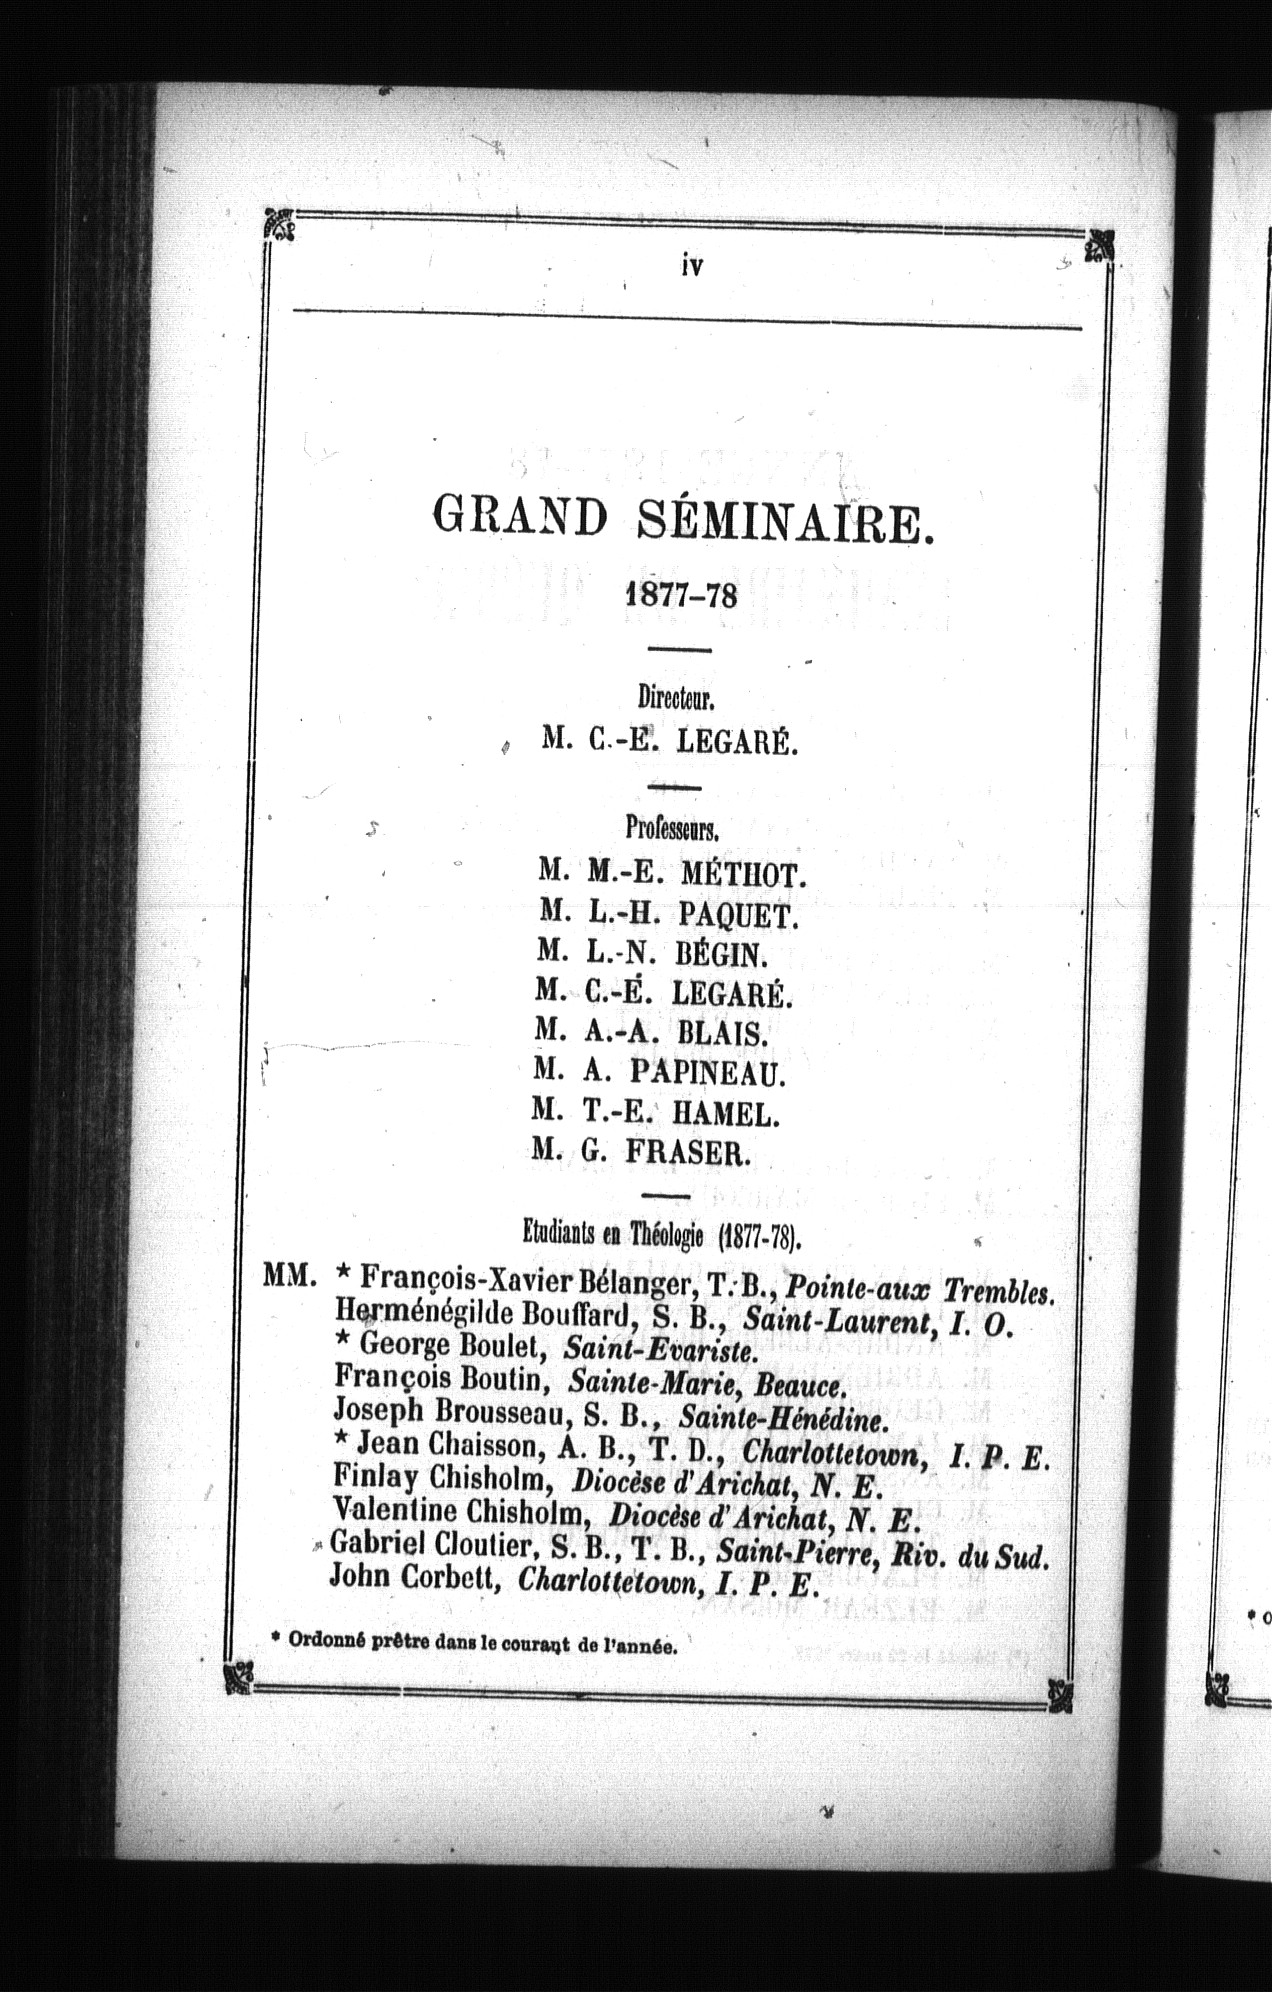 iv
GRAND SÉMINAIRE.
1877–78
Directeur.
M. C.-E. LEGARÉ.
Professeurs.
M. M.-E. MÉTHOT.
M. L.-H. PAQUET.
M. L.-N. BÉGIN.
M. C.-É. LEGARÉ.
M. A.-A. BLAIS.
M. A. PAPINEAU.
M. T.-E. HAMEL.
M. G. FRASER.
Etudiants en Théologie (1877-78).
MM. * François-Xavier Bélanger, T. B., Pointe-aux Trembles.
Herménégilde Bouffard, S. B., Saint-Laurent, I. O.
* George Boulet, Saint-Evariste.
François Boutin, Sainte-Marie, Beauce.
Joseph Brousseau, S. B., Sainte-Hénédine.
* Jean Chaisson, A. B., T. D., Charlottetown, I. P. E.
Finlay Chisholm, Diocèse d'Arichat, N. E.
Valentine Chisholm, Diocèse d'Arichat, N. E.
Gabriel Cloutier, S. B., T. B., Saint-Pierre, Riv. du Sud.
John Corbett, Charlottetown, I. P. E.
* Ordonné prêtre dans le courant de l'année.